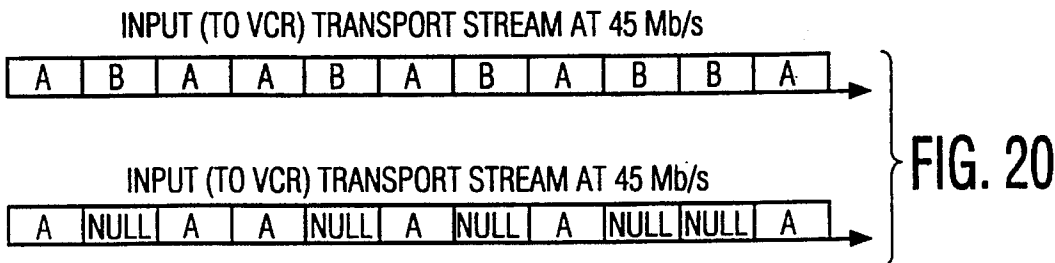 INPUT (TO VCR) TRANSPORT STREAM AT 45 Mb/s
A B A A B A B A B B A
INPUT (TO VCR) TRANSPORT STREAM AT 45 Mb/s
A NULL A A NULL A NULL A NULL NULL A
FIG. 20